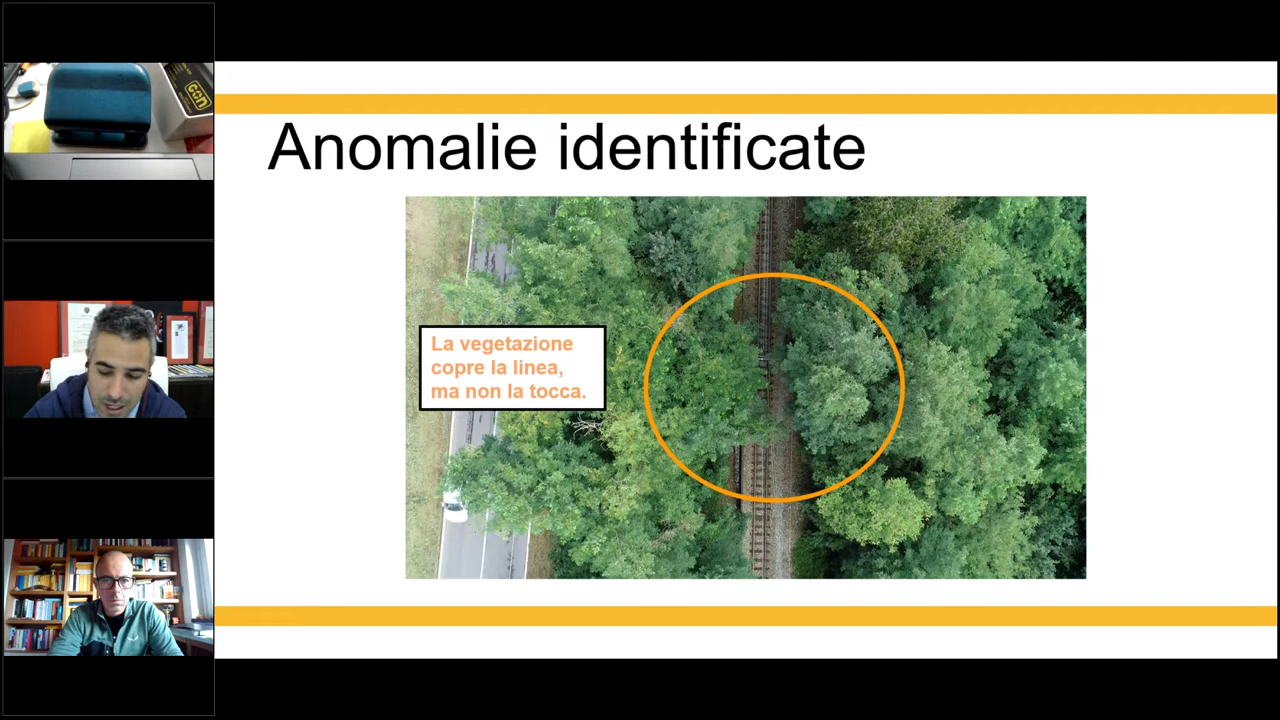 Anomalie identificate
La vegetazione
copre la linea,
ma non la tocca.